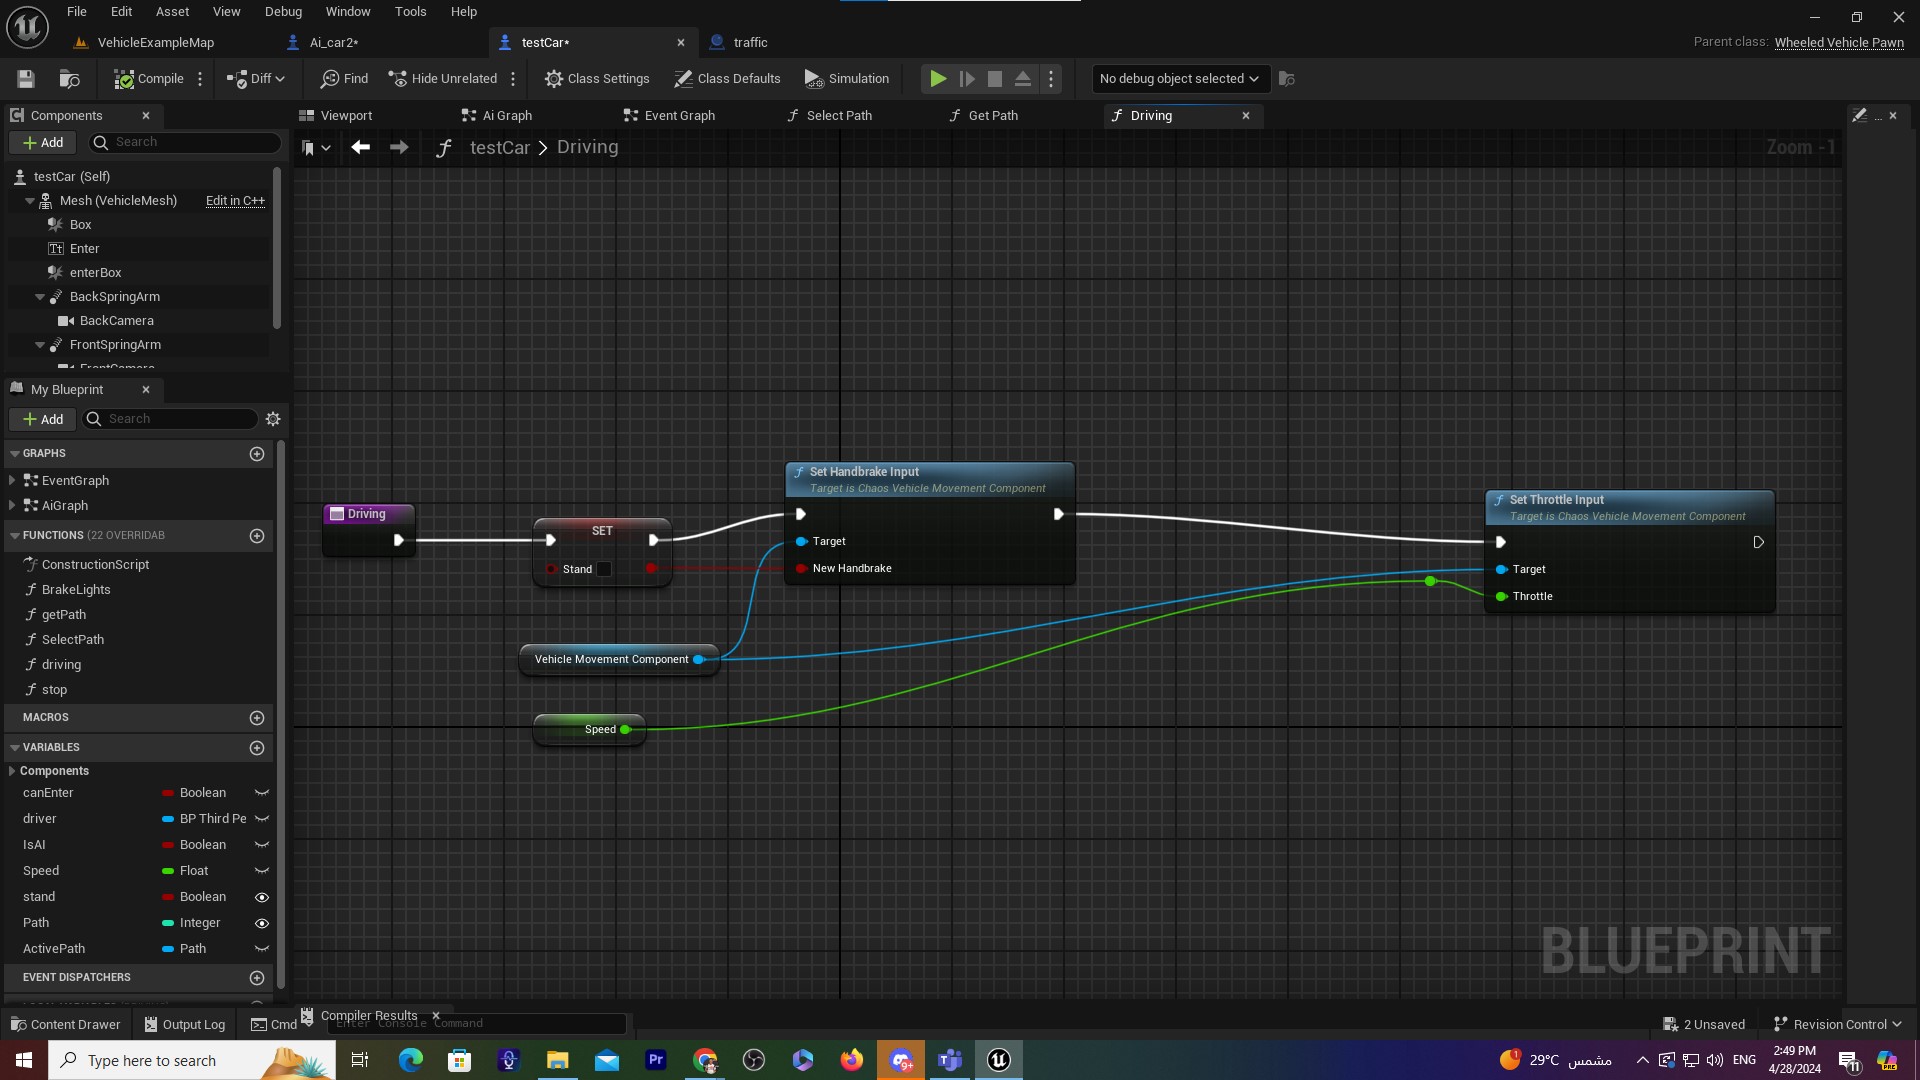 File Edit Asset View Debug Window Tools Help
VehicleExampleMap Ai_car2* testCar* traffic
Parent class: Wheeled Vehicle Pawn
Compile Diff Find Hide Unrelated Class Settings Class Defaults Simulation No debug object selected
Components
Viewport Ai Graph Event Graph Select Path Get Path Driving ...
Add Search
testCar > Driving Zoom -1
testCar (Self)
Mesh (VehicleMesh) Edit in C++
Box
Enter
enterBox
BackSpringArm
BackCamera
FrontSpringArm
My Blueprint
Add Search
GRAPHS
EventGraph
AiGraph
FUNCTIONS (22 OVERRIDAB
ConstructionScript
BrakeLights
getPath
SelectPath
driving
stop
MACROS
VARIABLES
Components
canEnter Boolean
driver BP Third Pe
IsAI Boolean
Speed Float
stand Boolean
Path Integer
ActivePath Path
EVENT DISPATCHERS
Driving
SET
Stand
Set Handbrake Input
Target is Chaos Vehicle Movement Component
Target
New Handbrake
Set Throttle Input
Target is Chaos Vehicle Movement Component
Target
Throttle
Vehicle Movement Component
Speed
BLUEPRINT
Compiler Results
Content Drawer Output Log Cmd Enter Console Command 2 Unsaved Revision Control
Type here to search
Pr
9+
1
29°C مشمس
ENG
2:49 PM
4/28/2024
11
PRE